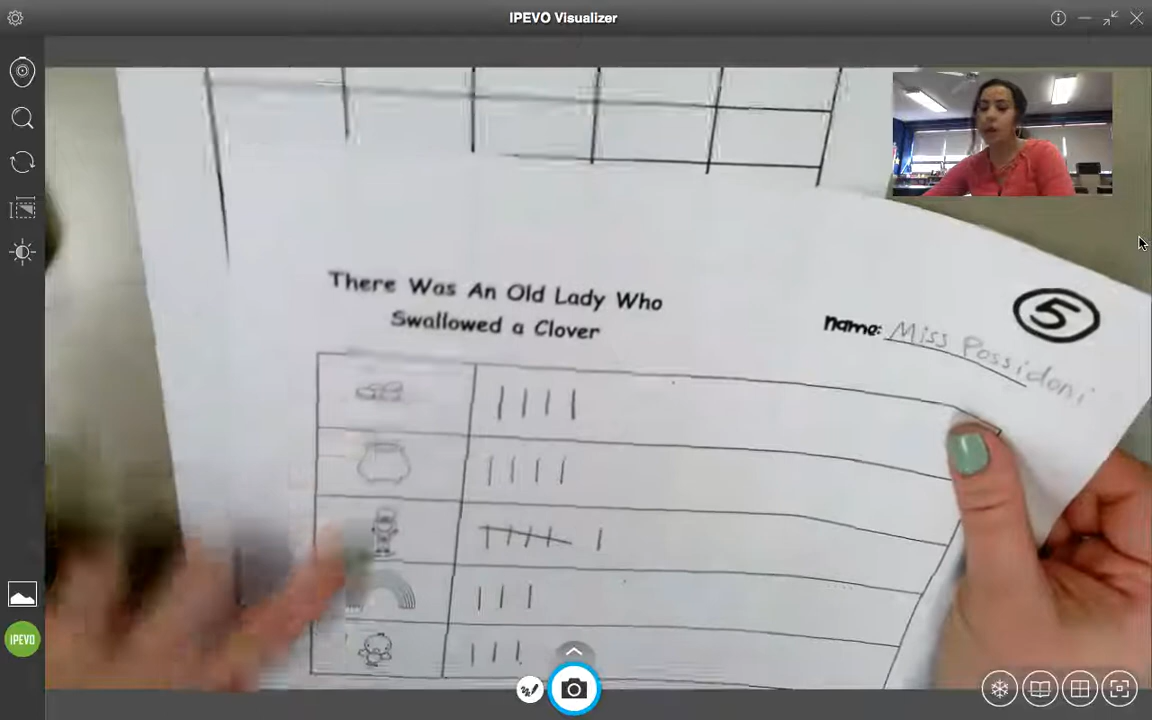 IPEVO Visualizer
There Was An Old Lady Who
Swallowed a Clover
5
Name: Miss Possidoni
IPEVO